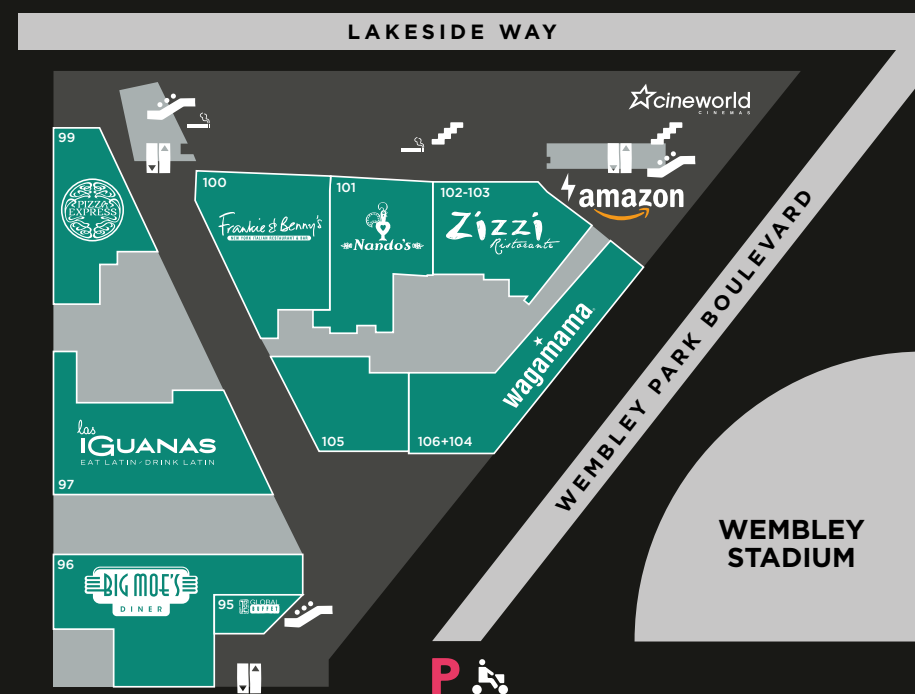 LAKESIDE WAY
cineworld
CINEMAS
99
PIZZA
EXPRESS
100
Frankie & Benny's
NEW YORK ITALIAN RESTAURANT & BAR
101
Nando's
102-103
Zizzi
Ristorante
amazon
WEMBLEY PARK BOULEVARD
wagamama
las
IGUANAS
EAT LATIN-DRINK LATIN
97
105
106+104
WEMBLEY
STADIUM
96
BIG MOE'S
DINER
95
GLOBAL
BUFFET
P